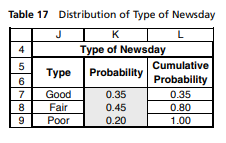 Table 17 Distribution of Type of Newsday
J K L
4 Type of Newsday
5 Type Probability Cumulative
6 Probability
7 Good 0.35 0.35
8 Fair 0.45 0.80
9 Poor 0.20 1.00